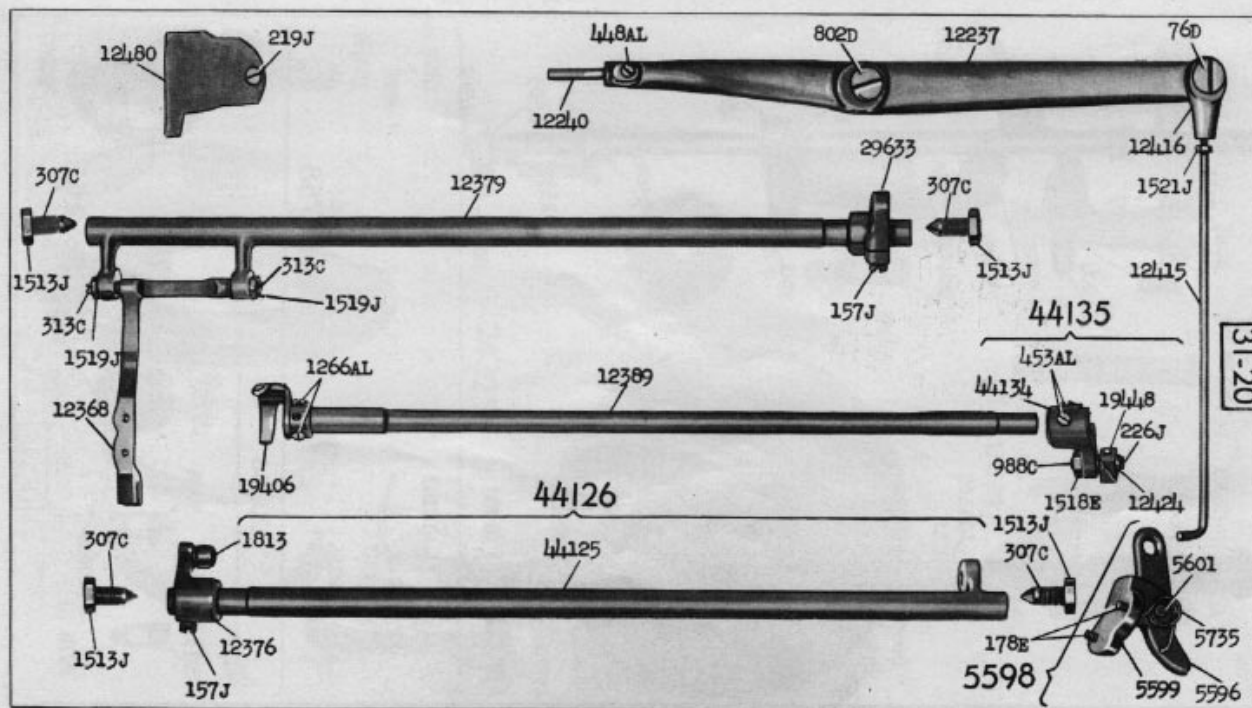 12480
219J
448AL
802D
12237
76D
12240
12416
1521J
307C
12379
29633
307C
1513J
313C
1519J
157J
1513J
12415
313C
1519J
44135
31-20
1266AL
12389
453AL
44134
19448
226J
12368
19406
988C
1518E
12424
44126
307C
1813
44125
1513J
307C
5601
1513J
12376
157J
178E
5735
5598
5599
5596